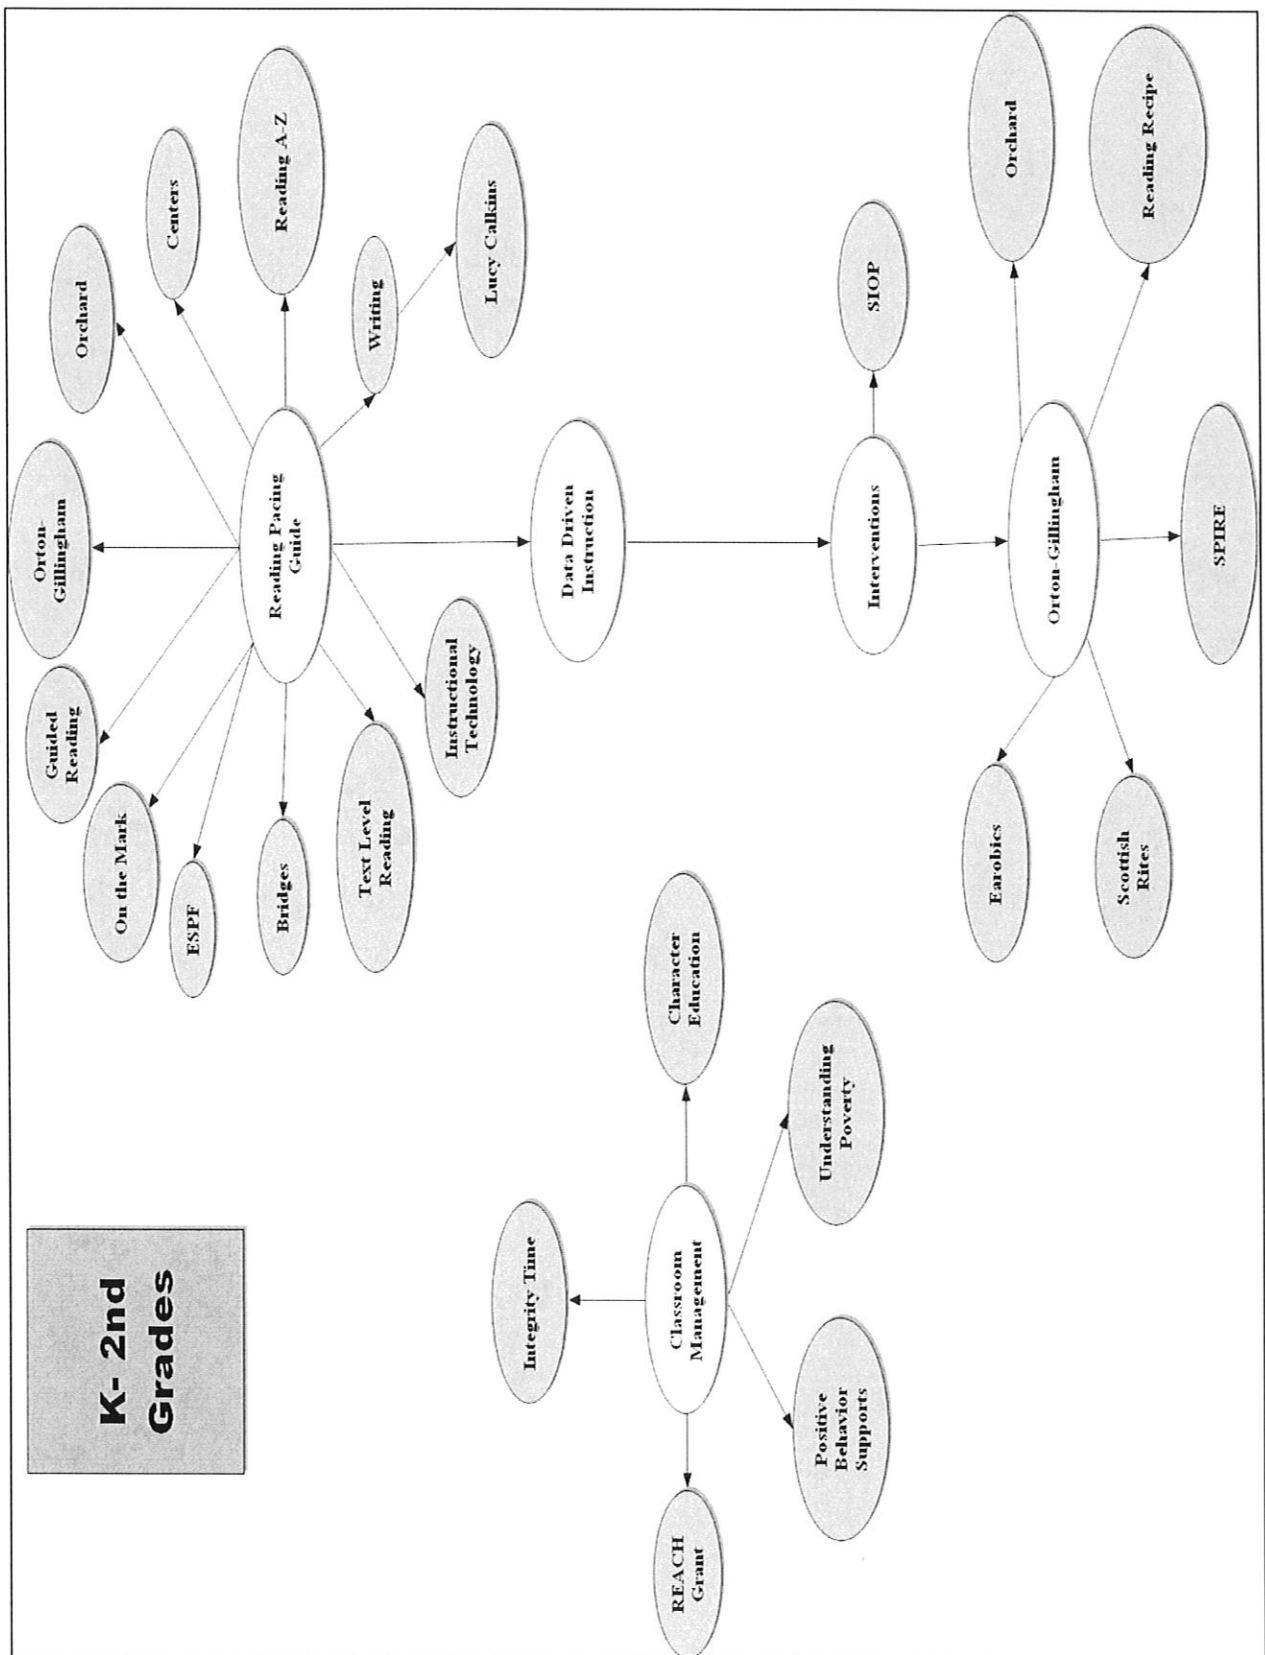 K- 2nd
Grades
Orton-
Gillingham
Guided
Reading
Orchard
On the Mark
Centers
ESPF
Reading Pacing
Guide
Reading A-Z
Bridges
Text Level
Reading
Writing
Instructional
Technology
Lucy Calkins
Data Driven
Instruction
Integrity Time
Classroom
Management
Character
Education
REACH
Grant
Positive
Behavior
Supports
Understanding
Poverty
Interventions
SIOP
Orton-Gillingham
Orchard
Earobics
Scottish
Rites
Reading Recipe
SPIRE